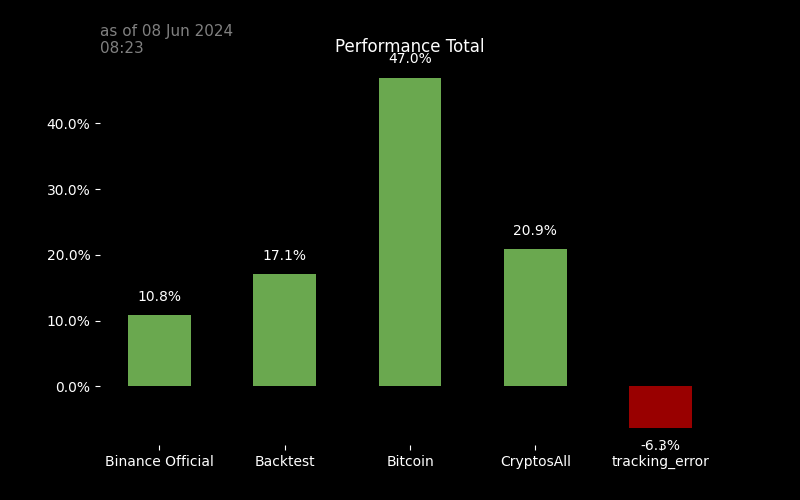 as of 08 Jun 2024
08:23
Performance Total
47.0%
40.0%
30.0%
20.9%
20.0%
17.1%
10.8%
10.0%
0.0%
-6.3%
Binance Official
Backtest
Bitcoin
CryptosAll
tracking_error